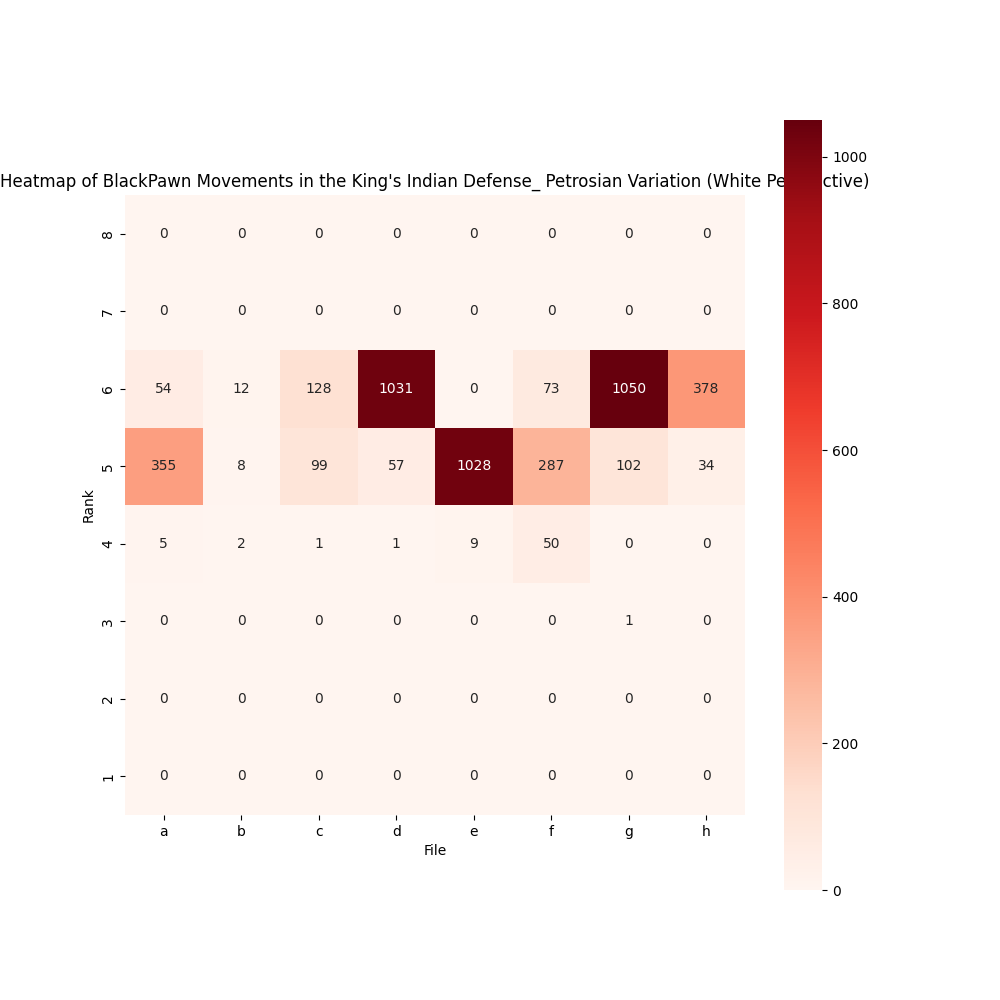 Heatmap of BlackPawn Movements in the King's Indian Defense_ Petrosian Variation (White Pe ctive)
1000
800
600
400
200
0
Rank
8 0 0 0 0 0 0 0 0
7 0 0 0 0 0 0 0 0
6 54 12 128 1031 0 73 1050 378
5 355 8 99 57 1028 287 102 34
4 5 2 1 1 9 50 0 0
3 0 0 0 0 0 0 1 0
2 0 0 0 0 0 0 0 0
1 0 0 0 0 0 0 0 0
a b c d e f g h
File